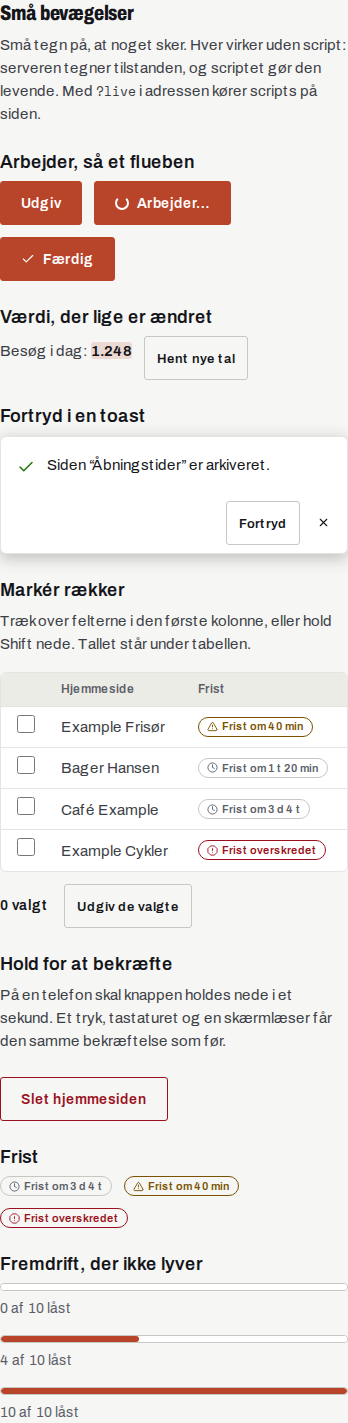 Små bevægelser
Små tegn på, at noget sker. Hver virker uden script:
serveren tegner tilstanden, og scriptet gør den
levende. Med ?live i adressen kører scripts på
siden.
Arbejder, så et flueben
Udgiv
Arbejder…
Færdig
Værdi, der lige er ændret
Besøg i dag: 1.248
Hent nye tal
Fortryd i en toast
Siden “Åbningstider” er arkiveret.
Fortryd
Markér rækker
Træk over felterne i den første kolonne, eller hold
Shift nede. Tallet står under tabellen.
Hjemmeside Frist
Example Frisør Frist om 40 min
Bager Hansen Frist om 1 t 20 min
Café Example Frist om 3 d 4 t
Example Cykler Frist overskredet
0 valgt
Udgiv de valgte
Hold for at bekræfte
På en telefon skal knappen holdes nede i et
sekund. Et tryk, tastaturet og en skærmlæser får
den samme bekræftelse som før.
Slet hjemmesiden
Frist
Frist om 3 d 4 t Frist om 40 min
Frist overskredet
Fremdrift, der ikke lyver
0 af 10 låst
4 af 10 låst
10 af 10 låst